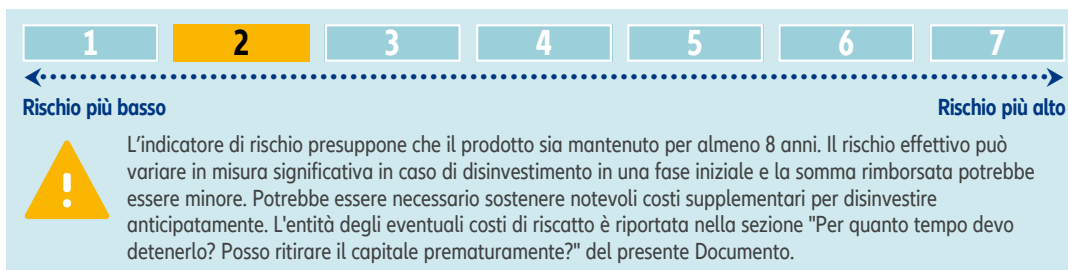 1 2 3 4 5 6 7
Rischio più basso Rischio più alto
L'indicatore di rischio presuppone che il prodotto sia mantenuto per almeno 8 anni. Il rischio effettivo può
variare in misura significativa in caso di disinvestimento in una fase iniziale e la somma rimborsata potrebbe
essere minore. Potrebbe essere necessario sostenere notevoli costi supplementari per disinvestire
anticipatamente. L'entità degli eventuali costi di riscatto è riportata nella sezione "Per quanto tempo devo
detenerlo? Posso ritirare il capitale prematuramente?" del presente Documento.